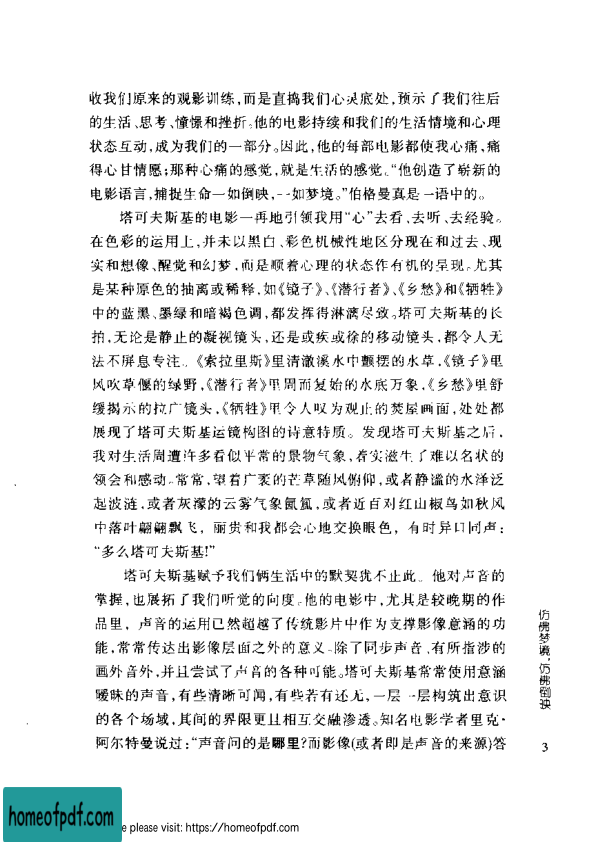 收我们原来的观影训练,而是直捣我们心灵底处,预示了我们往后
的生活、思考、憧憬和挫折。他的电影持续和我们的生活情境和心理
状态互动,成为我们的一部分。因此,他的每部电影都使我心痛,痛
得心甘情愿;那种心痛的感觉,就是生活的感觉。“他创造了崭新的
电影语言,捕捉生命一如倒映,一如梦境。”伯格曼真是一语中的。
塔可夫斯基的电影一再地引领我用“心”去看、去听、去经验。
在色彩的运用上,并未以黑白、彩色机械性地区分现在和过去、现
实和想像、醒觉和幻梦,而是顺着心理的状态作有机的呈现。尤其
是某种原色的抽离或稀释,如《镜子》、《潜行者》、《乡愁》和《牺牲》
中的蓝黑、墨绿和暗褐色调,都发挥得淋漓尽致。塔可夫斯基的长
拍,无论是静止的凝视镜头,还是或疾或徐的移动镜头,都令人无
法不屏息专注。《索拉里斯》里清澈溪水中颤摆的水草,《镜子》里
风吹草偃的绿野,《潜行者》里周而复始的水底万象,《乡愁》里舒
缓揭示的拉广镜头,《牺牲》里令人叹为观止的焚屋画面,处处都
展现了塔可夫斯基运镜构图的诗意特质。发现塔可夫斯基之后,
我对生活周遭许多看似平常的景物气象,着实滋生了难以名状的
领会和感动。常常,望着广袤的芒草随风俯仰,或者静谧的水泽泛
起波涟,或者灰濛的云雾气象氤氲,或者近百对红山椒鸟如秋风
中落叶翩翩飘飞,丽贵和我都会心地交换眼色,有时异口同声:
“多么塔可夫斯基!”
塔可夫斯基赋予我们俩生活中的默契犹不止此。他对声音的
掌握,也展拓了我们听觉的向度。他的电影中,尤其是较晚期的作
品里,声音的运用已然超越了传统影片中作为支撑影像意涵的功
能,常常传达出影像层面之外的意义。除了同步声音、有所指涉的
画外音外,并且尝试了声音的各种可能。塔可夫斯基常常使用意涵
暧昧的声音,有些清晰可闻,有些若有还无,一层一层构筑出意识
的各个场域,其间的界限更且相互交融渗透。知名电影学者里克·
阿尔特曼说过:“声音问的是哪里?而影像(或者即是声音的来源)答
仿佛梦境,仿佛倒映
3
homeofpdf.com
e please visit: https://homeofpdf.com